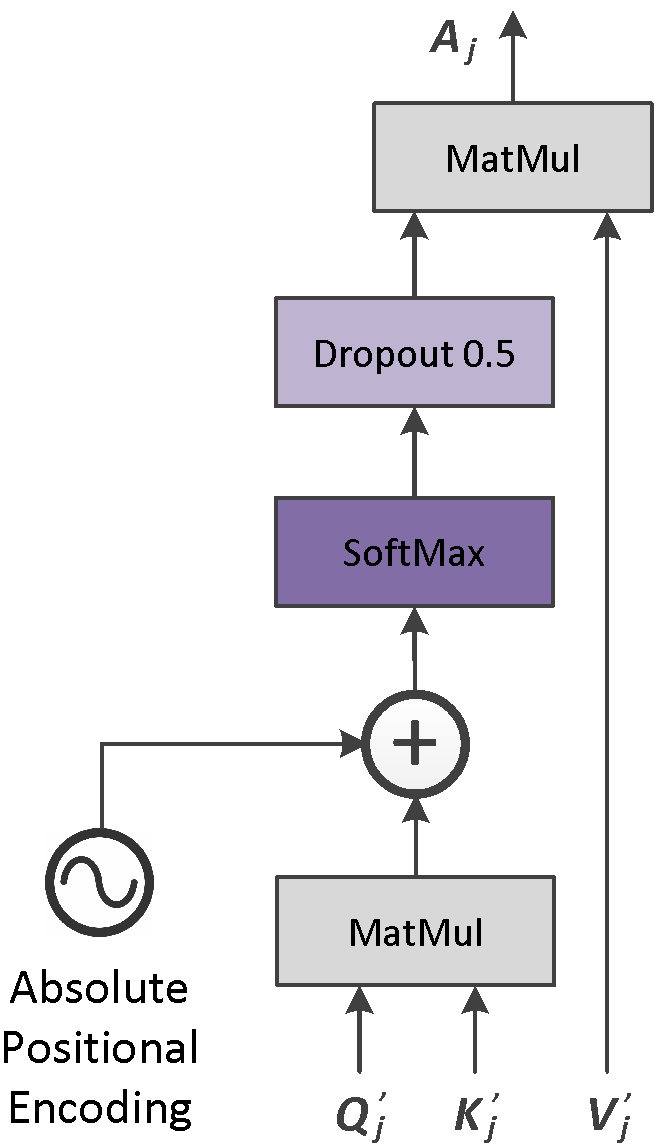 A_j
MatMul
Dropout 0.5
SoftMax
+
MatMul
Absolute
Positional
Encoding
Q′_j K′_j V′_j